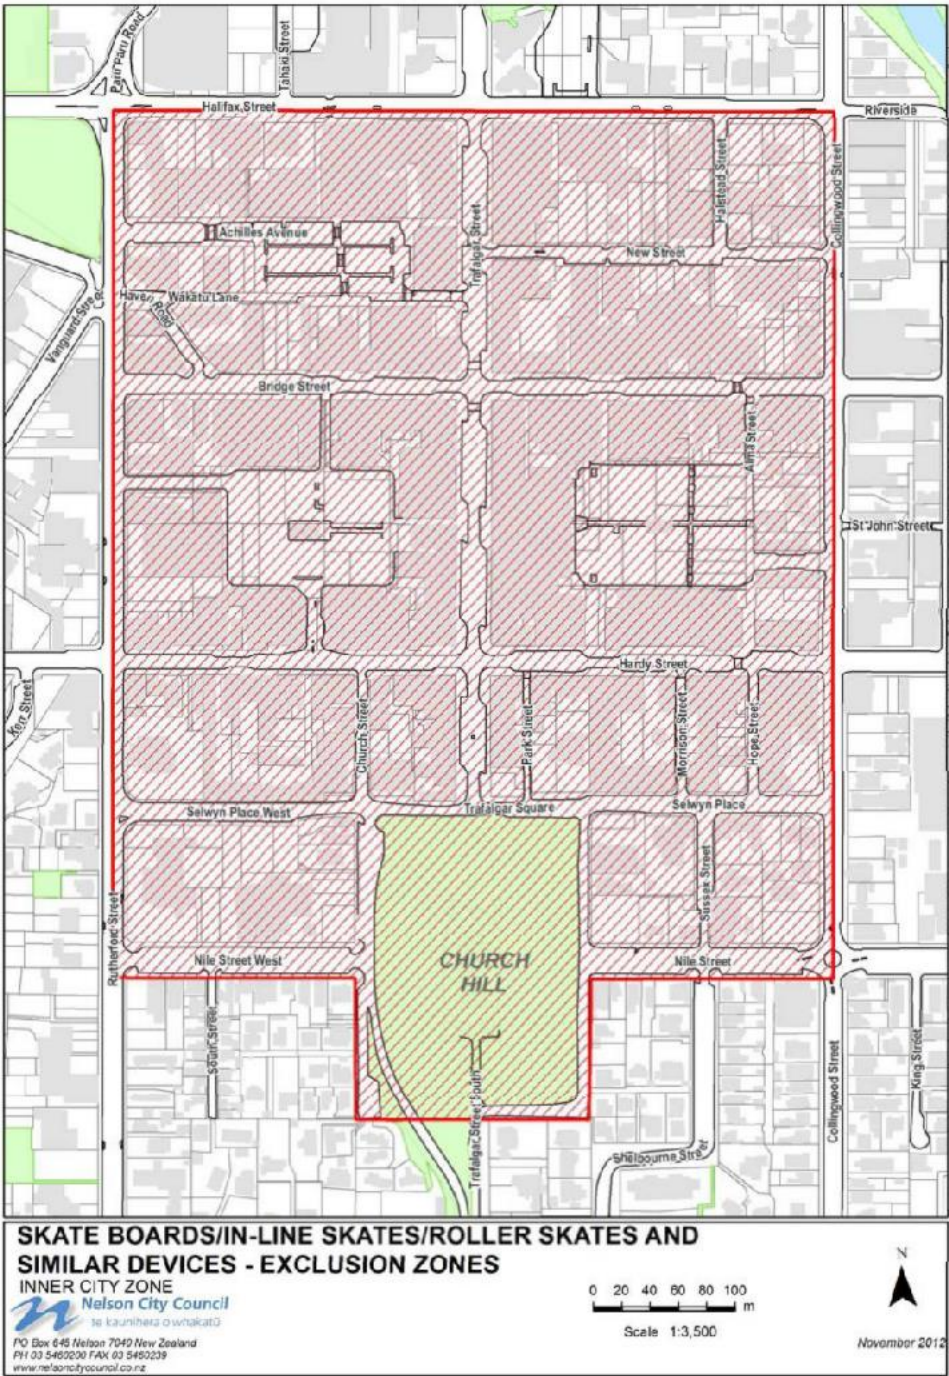 Paru Paru Road
Tahaki Street
Halifax Street
Riverside
Halstead Street
Collingwood Street
Trafalgar Street
Achilles Avenue
New Street
Vanguard Street
Haven Road
Wakatu Lane
Bridge Street
Alma Street
St John Street
Hardy Street
Kerr Street
Church Street
Park Street
Morrison Street
Hope Street
Selwyn Place West
Trafalgar Square
Selwyn Place
Sussex Street
Rutherford Street
Nile Street West
CHURCH
HILL
Nile Street
South Street
Trafalgar Street South
Collingwood Street
King Street
Shelbourne Street
SKATE BOARDS/IN-LINE SKATES/ROLLER SKATES AND
SIMILAR DEVICES - EXCLUSION ZONES
INNER CITY ZONE
Nelson City Council
te kaunihera o whakatū
PO Box 645 Nelson 7040 New Zealand
PH 03 5460200 FAX 03 5460239
www.nelsoncitycouncil.co.nz
0 20 40 60 80 100
m
Scale 1:3,500
N
November 2012